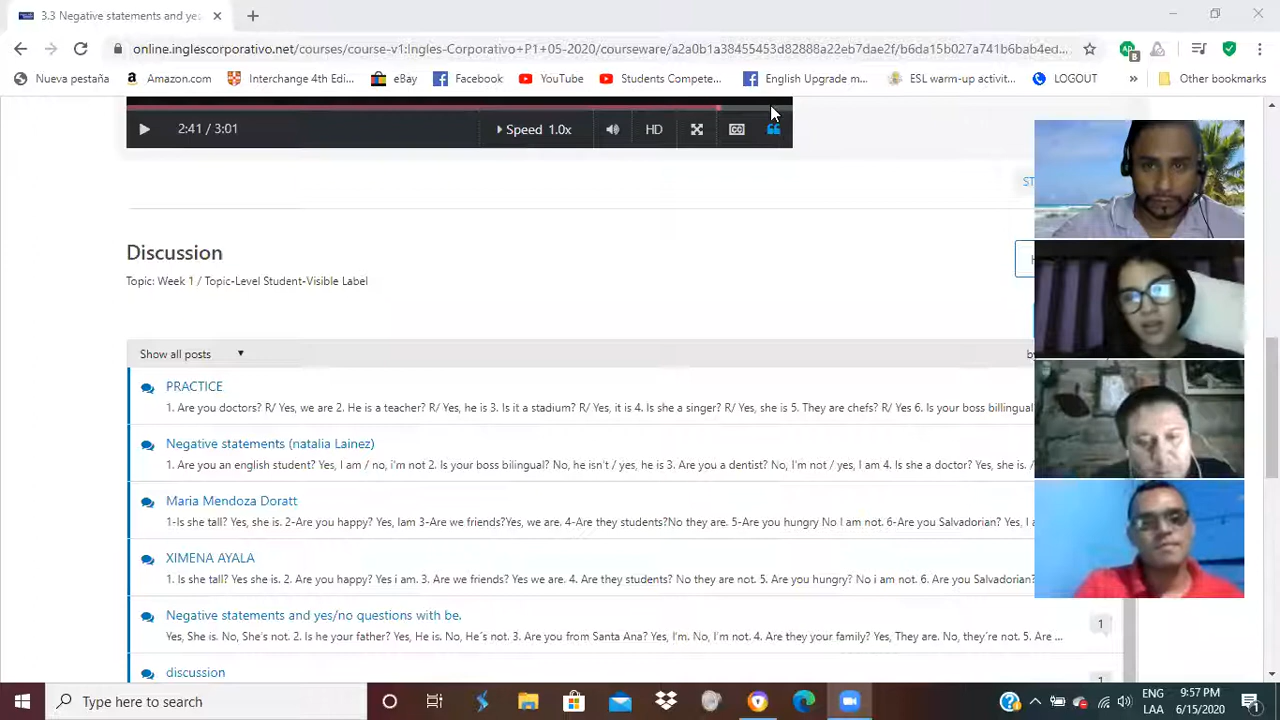 3.3 Negative statements and ye
online.inglescorporativo.net/courses/course-v1:Ingles-Corporativo+P1+05-2020/courseware/a2a0b1a38455453d82888a22eb7dae2f/b6da15b027a741b6bab4ed...
B
Nueva pestaña Amazon.com Interchange 4th Edi... eBay Facebook YouTube Students Compete... English Upgrade m... ESL warm-up activit... LOGOUT » Other bookmarks
2:41 / 3:01 Speed 1.0x HD CC
ST
Discussion
Topic: Week 1 / Topic-Level Student-Visible Label
Show all posts by
PRACTICE
1. Are you doctors? R/ Yes, we are 2. He is a teacher? R/ Yes, he is 3. Is it a stadium? R/ Yes, it is 4. Is she a singer? R/ Yes, she is 5. They are chefs? R/ Yes 6. Is your boss billingual
Negative statements (natalia Lainez)
1. Are you an english student? Yes, I am / no, i'm not 2. Is your boss bilingual? No, he isn't / yes, he is 3. Are you a dentist? No, I'm not / yes, I am 4. Is she a doctor? Yes, she is. /
Maria Mendoza Doratt
1-Is she tall? Yes, she is. 2-Are you happy? Yes, Iam 3-Are we friends?Yes, we are. 4-Are they students?No they are. 5-Are you hungry No I am not. 6-Are you Salvadorian? Yes, I
XIMENA AYALA
1. Is she tall? Yes she is. 2. Are you happy? Yes i am. 3. Are we friends? Yes we are. 4. Are they students? No they are not. 5. Are you hungry? No i am not. 6. Are you Salvadorian?
Negative statements and yes/no questions with be. 1
Yes, She is. No, She's not. 2. Is he your father? Yes, He is. No, He´s not. 3. Are you from Santa Ana? Yes, I'm. No, I´m not. 4. Are they your family? Yes, They are. No, they´re not. 5. Are ...
discussion 1
Type here to search ENG 9:57 PM
LAA 6/15/2020